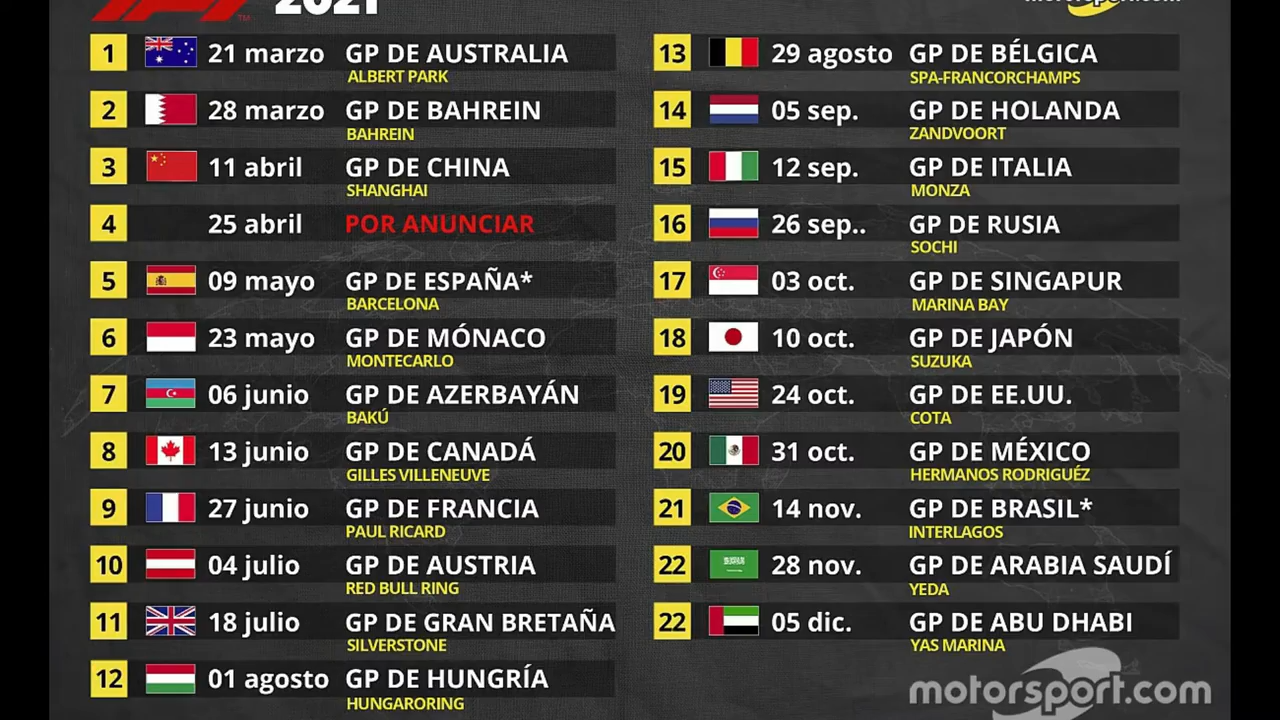 2021
motorsport.com
1 21 marzo GP DE AUSTRALIA
ALBERT PARK
2 28 marzo GP DE BAHREIN
BAHREIN
3 11 abril GP DE CHINA
SHANGHAI
4 25 abril POR ANUNCIAR
5 09 mayo GP DE ESPAÑA*
BARCELONA
6 23 mayo GP DE MÓNACO
MONTECARLO
7 06 junio GP DE AZERBAYÁN
BAKÚ
8 13 junio GP DE CANADÁ
GILLES VILLENEUVE
9 27 junio GP DE FRANCIA
PAUL RICARD
10 04 julio GP DE AUSTRIA
RED BULL RING
11 18 julio GP DE GRAN BRETAÑA
SILVERSTONE
12 01 agosto GP DE HUNGRÍA
HUNGARORING
13 29 agosto GP DE BÉLGICA
SPA-FRANCORCHAMPS
14 05 sep. GP DE HOLANDA
ZANDVOORT
15 12 sep. GP DE ITALIA
MONZA
16 26 sep.. GP DE RUSIA
SOCHI
17 03 oct. GP DE SINGAPUR
MARINA BAY
18 10 oct. GP DE JAPÓN
SUZUKA
19 24 oct. GP DE EE.UU.
COTA
20 31 oct. GP DE MÉXICO
HERMANOS RODRIGUÉZ
21 14 nov. GP DE BRASIL*
INTERLAGOS
22 28 nov. GP DE ARABIA SAUDÍ
YEDA
22 05 dic. GP DE ABU DHABI
YAS MARINA
motorsport.com